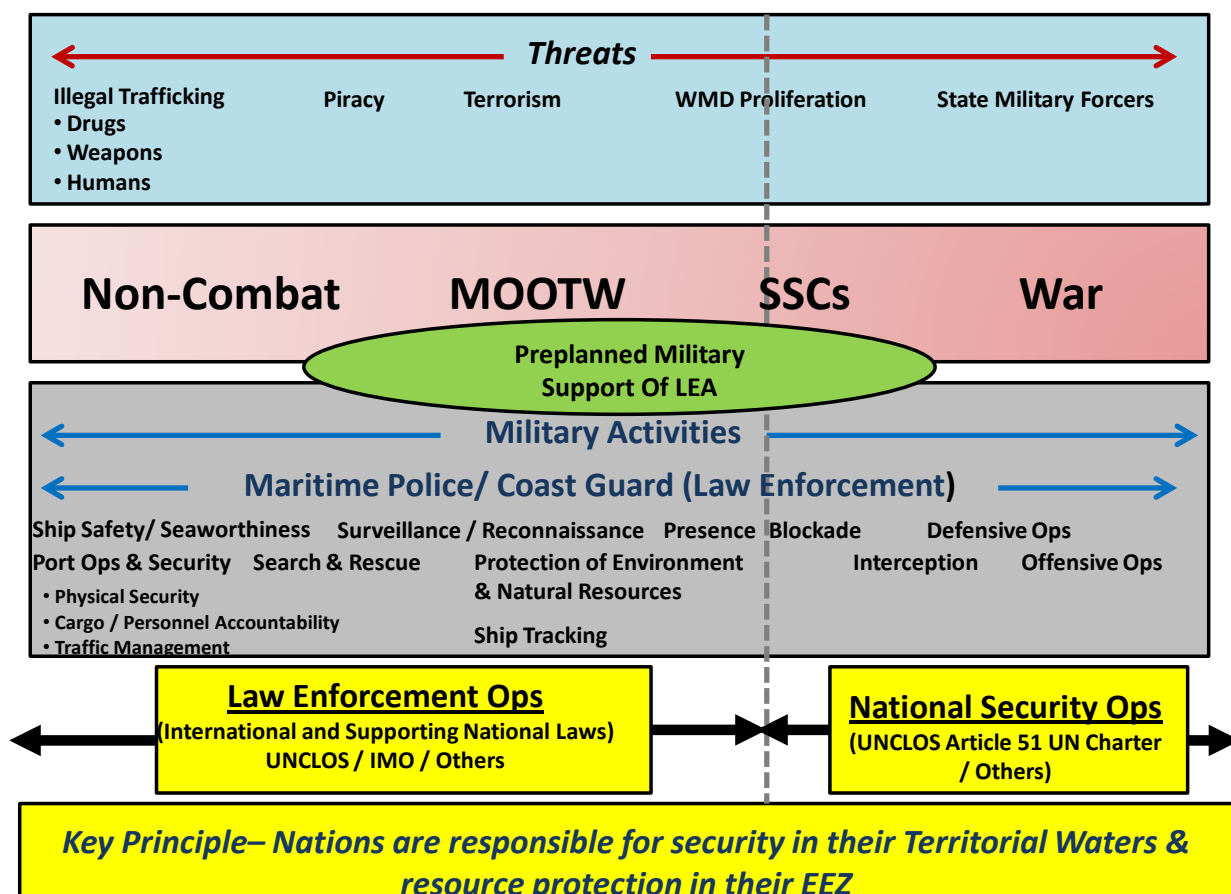 Threats
Illegal Trafficking
• Drugs
• Weapons
• Humans
Piracy
Terrorism
WMD Proliferation
State Military Forcers
Non-Combat
MOOTW
SSCs
War
Preplanned Military
Support Of LEA
Military Activities
Maritime Police/ Coast Guard (Law Enforcement)
Ship Safety/ Seaworthiness
Surveillance / Reconnaissance
Presence
Blockade
Defensive Ops
Port Ops & Security
Search & Rescue
Protection of Environment
& Natural Resources
Interception
Offensive Ops
• Physical Security
• Cargo / Personnel Accountability
• Traffic Management
Ship Tracking
Law Enforcement Ops
(International and Supporting National Laws)
UNCLOS / IMO / Others
National Security Ops
(UNCLOS Article 51 UN Charter
/ Others)
Key Principle– Nations are responsible for security in their Territorial Waters &
resource protection in their EEZ